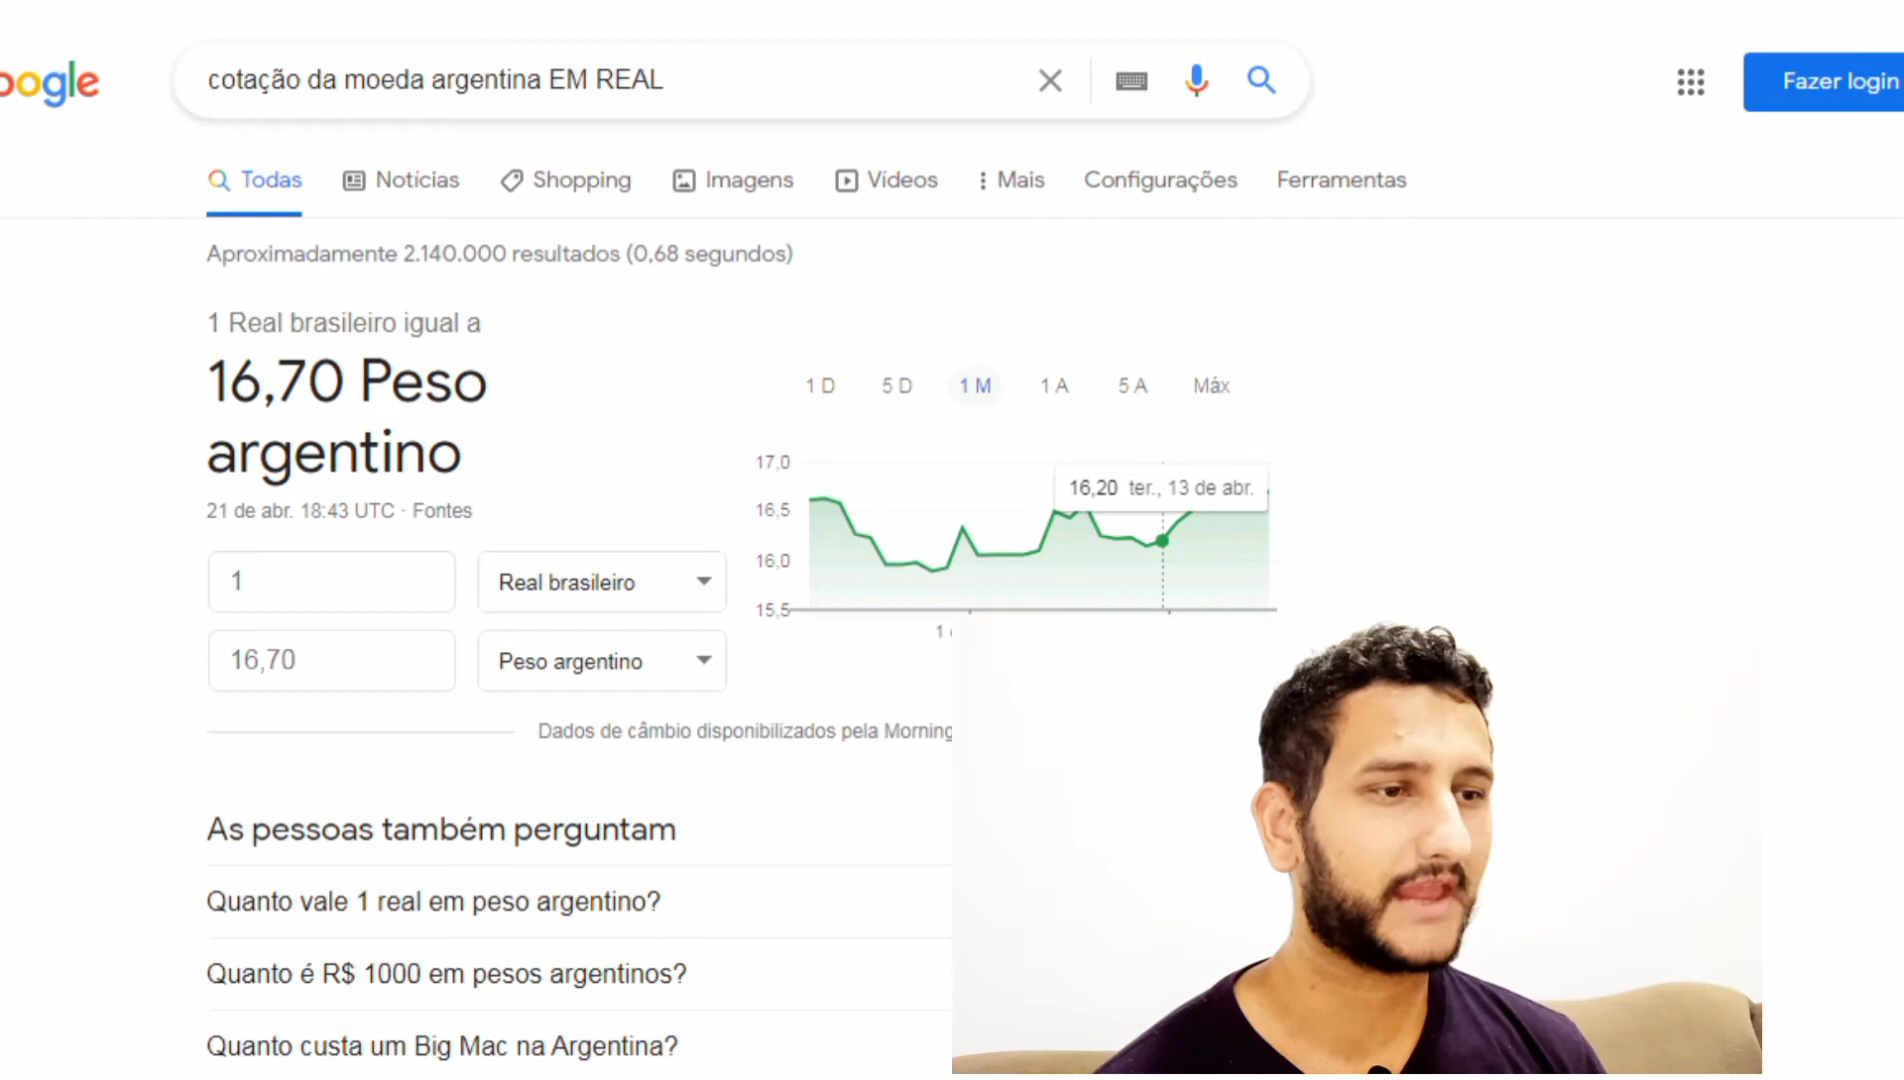 oogle
cotação da moeda argentina EM REAL
Fazer login
Todas
Notícias
Shopping
Imagens
Vídeos
Mais
Configurações
Ferramentas
Aproximadamente 2.140.000 resultados (0,68 segundos)
1 Real brasileiro igual a
16,70 Peso
argentino
21 de abr. 18:43 UTC · Fontes
1
Real brasileiro
16,70
Peso argentino
1 D
5 D
1 M
1 A
5 A
Máx
17,0
16,5
16,0
15,5
16,20 ter., 13 de abr.
1
Dados de câmbio disponibilizados pela Morning
As pessoas também perguntam
Quanto vale 1 real em peso argentino?
Quanto é R$ 1000 em pesos argentinos?
Quanto custa um Big Mac na Argentina?